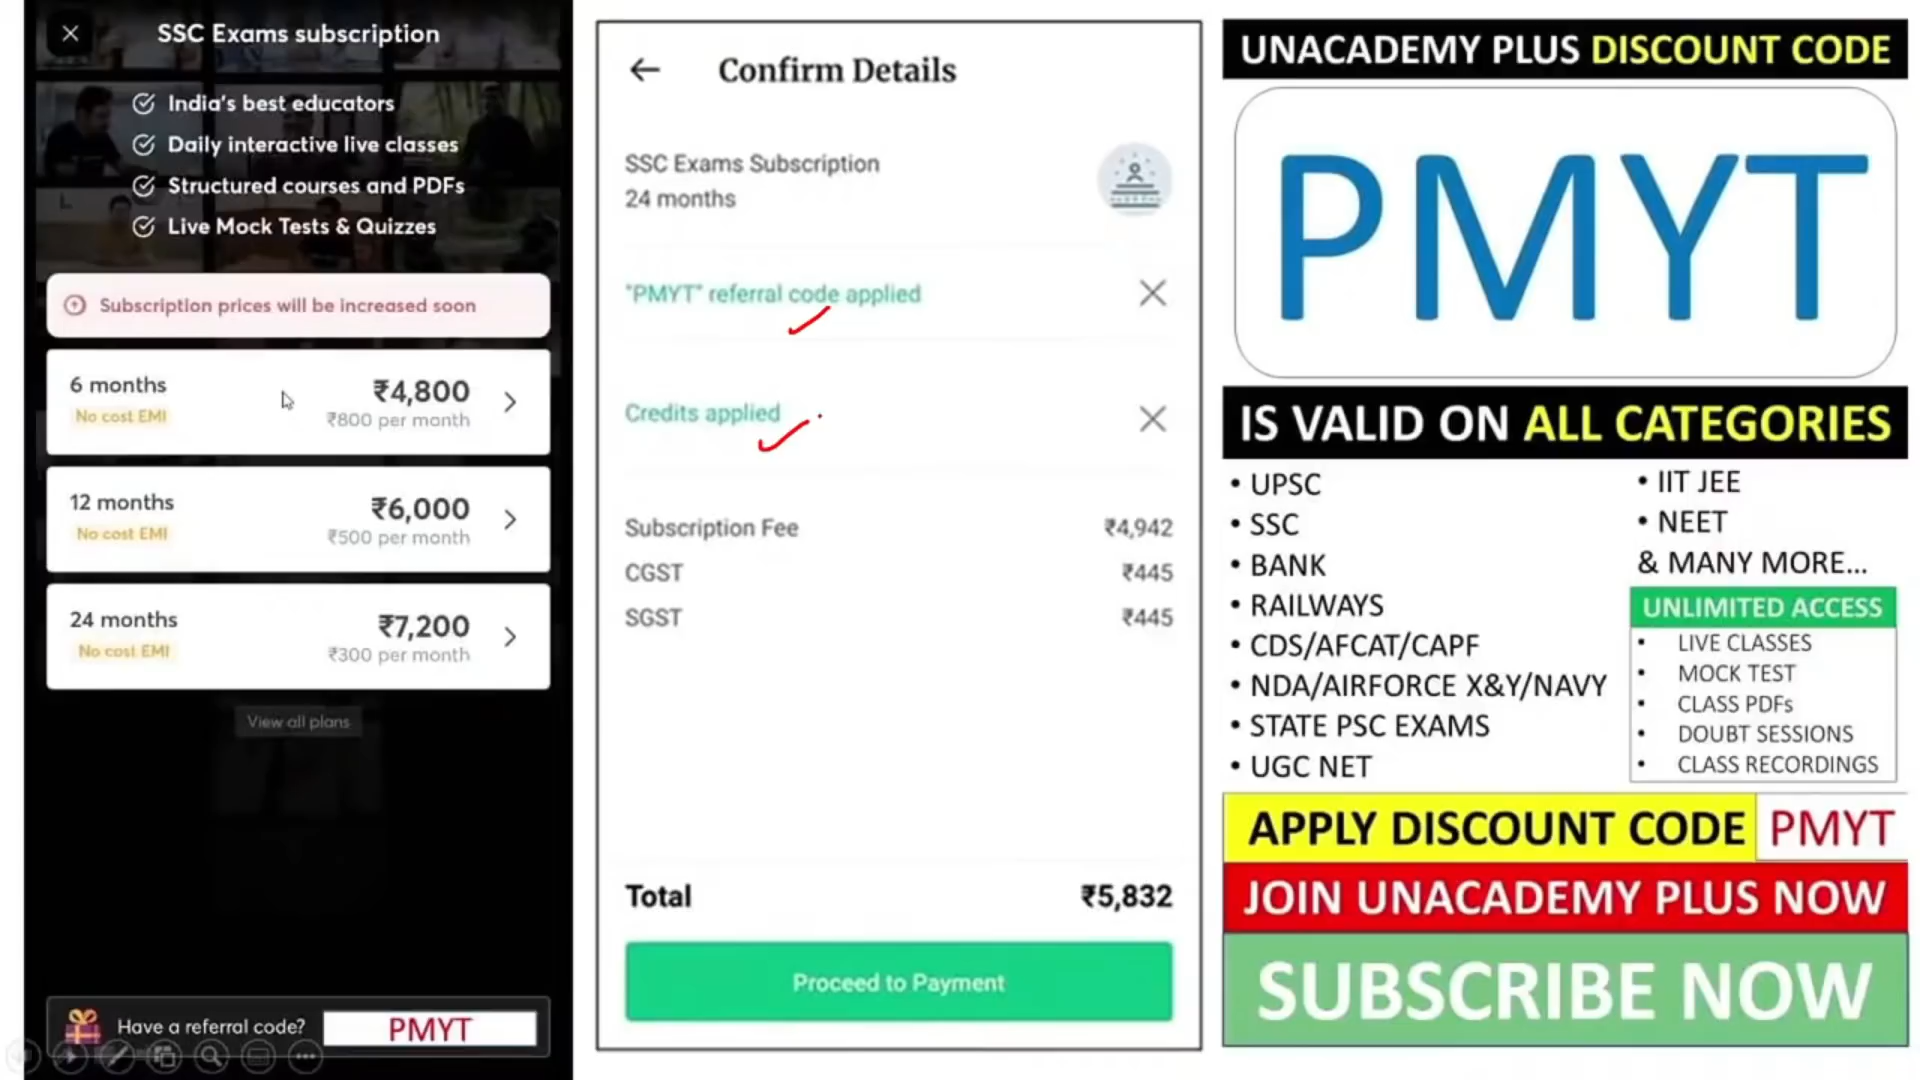 SSC Exams subscription
India's best educators
Daily interactive live classes
Structured courses and PDFs
Live Mock Tests & Quizzes
Subscription prices will be increased soon
6 months
₹4,800
No cost EMI
₹800 per month
12 months
₹6,000
No cost EMI
₹500 per month
24 months
₹7,200
No cost EMI
₹300 per month
View all plans
Have a referral code? PMYT
Confirm Details
SSC Exams Subscription
24 months
"PMYT" referral code applied
Credits applied
Subscription Fee ₹4,942
CGST ₹445
SGST ₹445
Total ₹5,832
Proceed to Payment
UNACADEMY PLUS DISCOUNT CODE
PMYT
IS VALID ON ALL CATEGORIES
• UPSC
• SSC
• BANK
• RAILWAYS
• CDS/AFCAT/CAPF
• NDA/AIRFORCE X&Y/NAVY
• STATE PSC EXAMS
• UGC NET
• IIT JEE
• NEET
& MANY MORE...
UNLIMITED ACCESS
• LIVE CLASSES
• MOCK TEST
• CLASS PDFs
• DOUBT SESSIONS
• CLASS RECORDINGS
APPLY DISCOUNT CODE PMYT
JOIN UNACADEMY PLUS NOW
SUBSCRIBE NOW